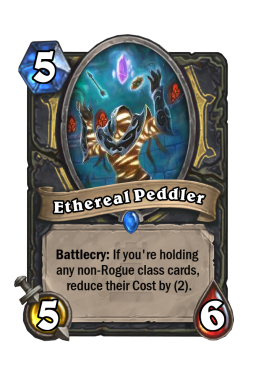 5
Ethereal Peddler
Battlecry: If you're holding
any non-Rogue class cards,
reduce their Cost by (2).
5
6